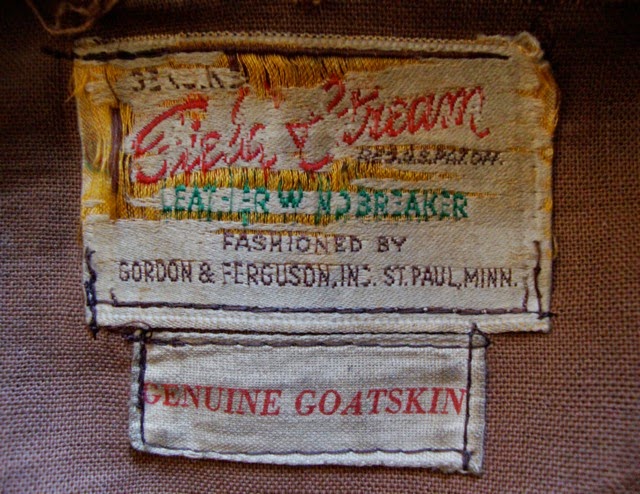 Field & Stream
REG. U.S. PAT. OFF.
LEATHER WINDBREAKER
FASHIONED BY
GORDON & FERGUSON, INC. ST. PAUL, MINN.
GENUINE GOATSKIN